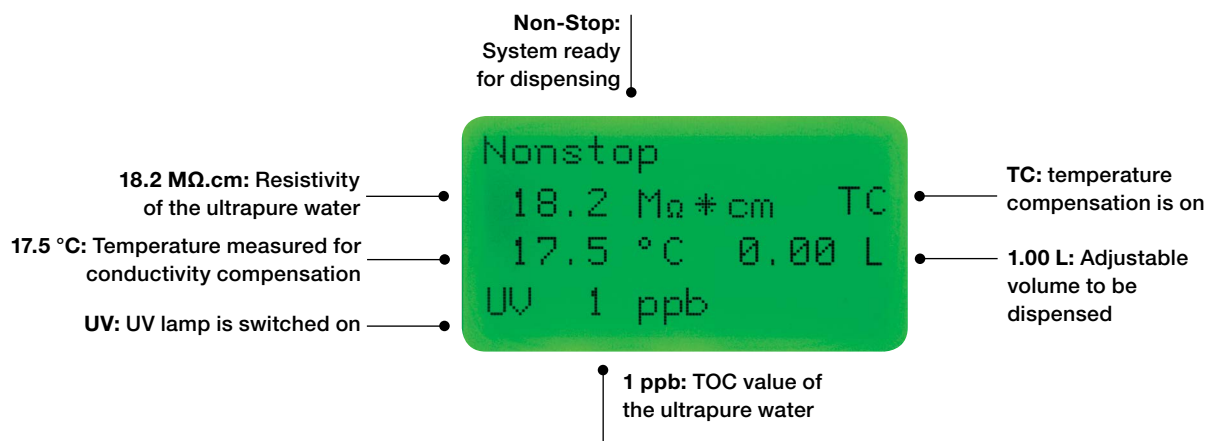 Non-Stop:
System ready
for dispensing
Nonstop
18.2 MΩ*cm TC
17.5 °C 0.00 L
UV 1 ppb
18.2 MΩ.cm: Resistivity
of the ultrapure water
17.5 °C: Temperature measured for
conductivity compensation
UV: UV lamp is switched on
TC: temperature
compensation is on
1.00 L: Adjustable
volume to be
dispensed
1 ppb: TOC value of
the ultrapure water